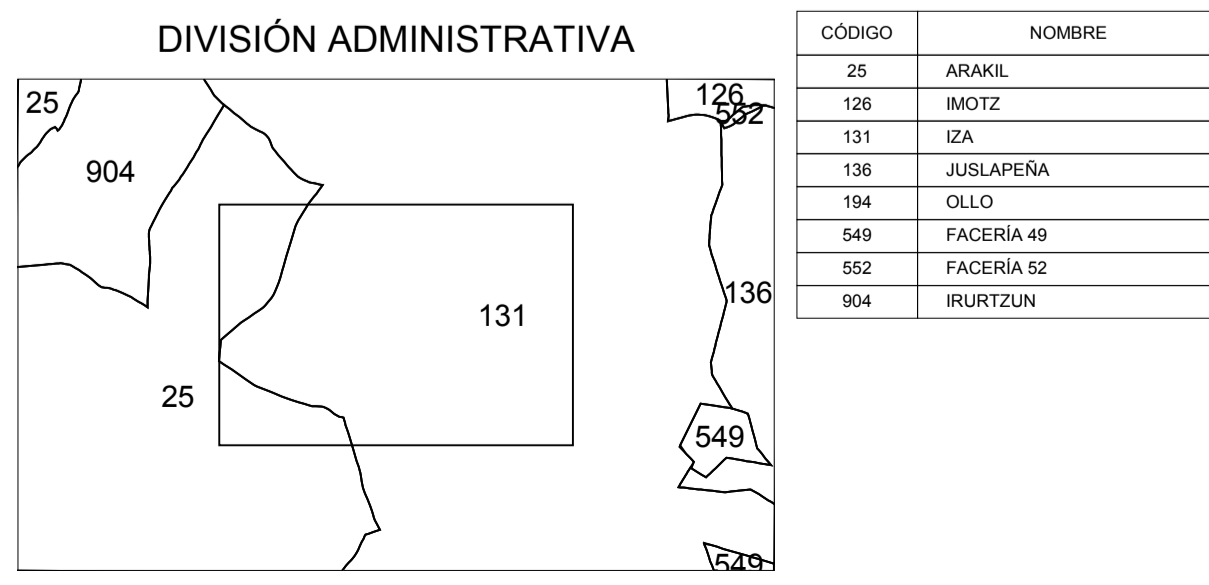 DIVISIÓN ADMINISTRATIVA
25
126
552
904
136
131
25
549
549
CÓDIGO NOMBRE
25 ARAKIL
126 IMOTZ
131 IZA
136 JUSLAPEÑA
194 OLLO
549 FACERÍA 49
552 FACERÍA 52
904 IRURTZUN